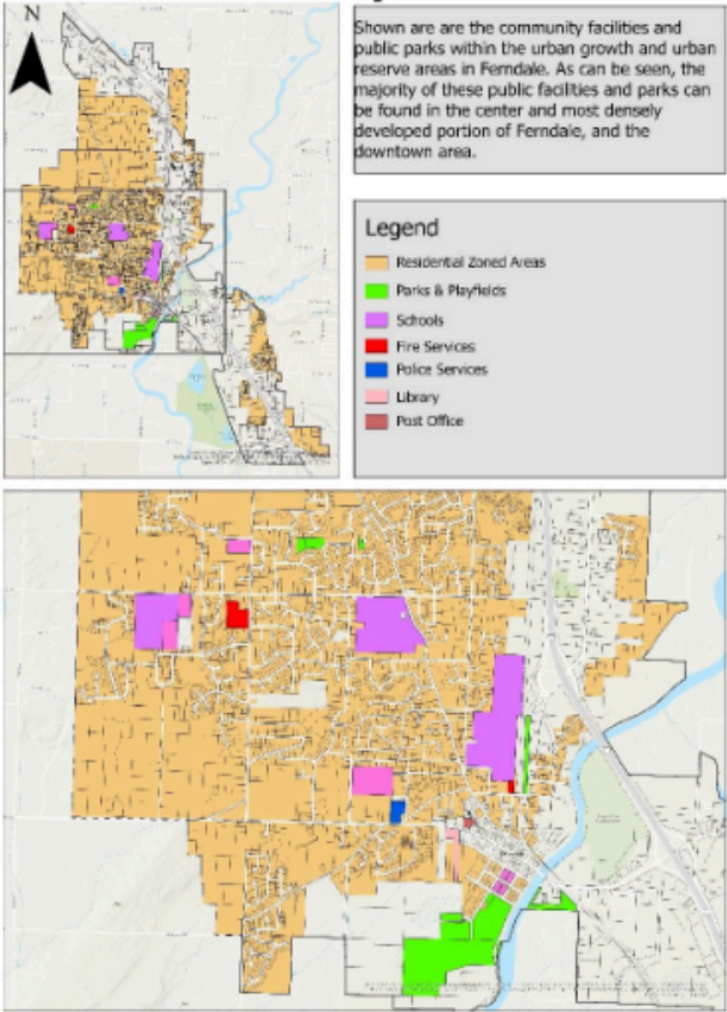 N
Shown are are the community facilities and
public parks within the urban growth and urban
reserve areas in Ferndale. As can be seen, the
majority of these public facilities and parks can
be found in the center and most densely
developed portion of Ferndale, and the
downtown area.
Legend
Residential Zoned Areas
Parks & Playfields
Schools
Fire Services
Police Services
Library
Post Office